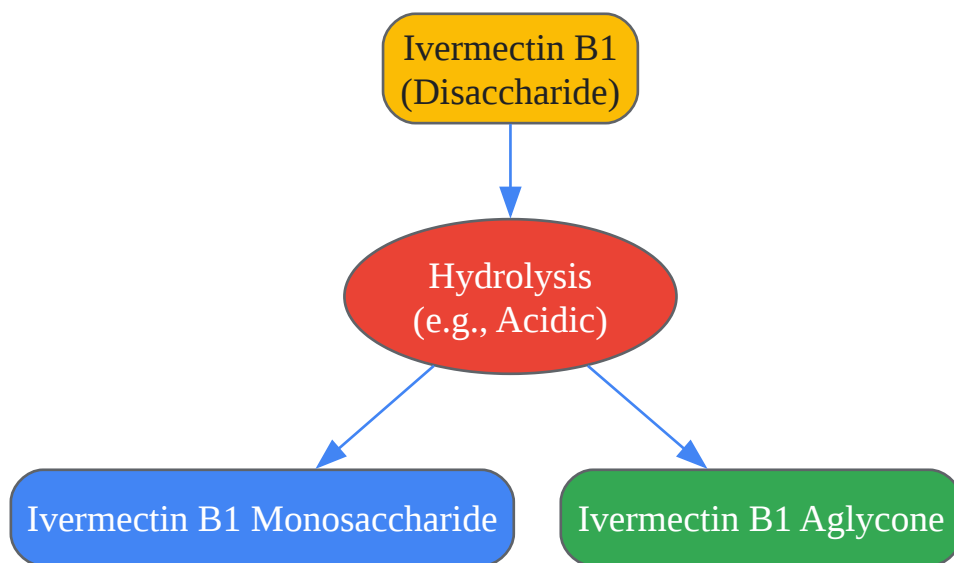 Ivermectin B1
(Disaccharide)
Hydrolysis
(e.g., Acidic)
Ivermectin B1 Monosaccharide
Ivermectin B1 Aglycone